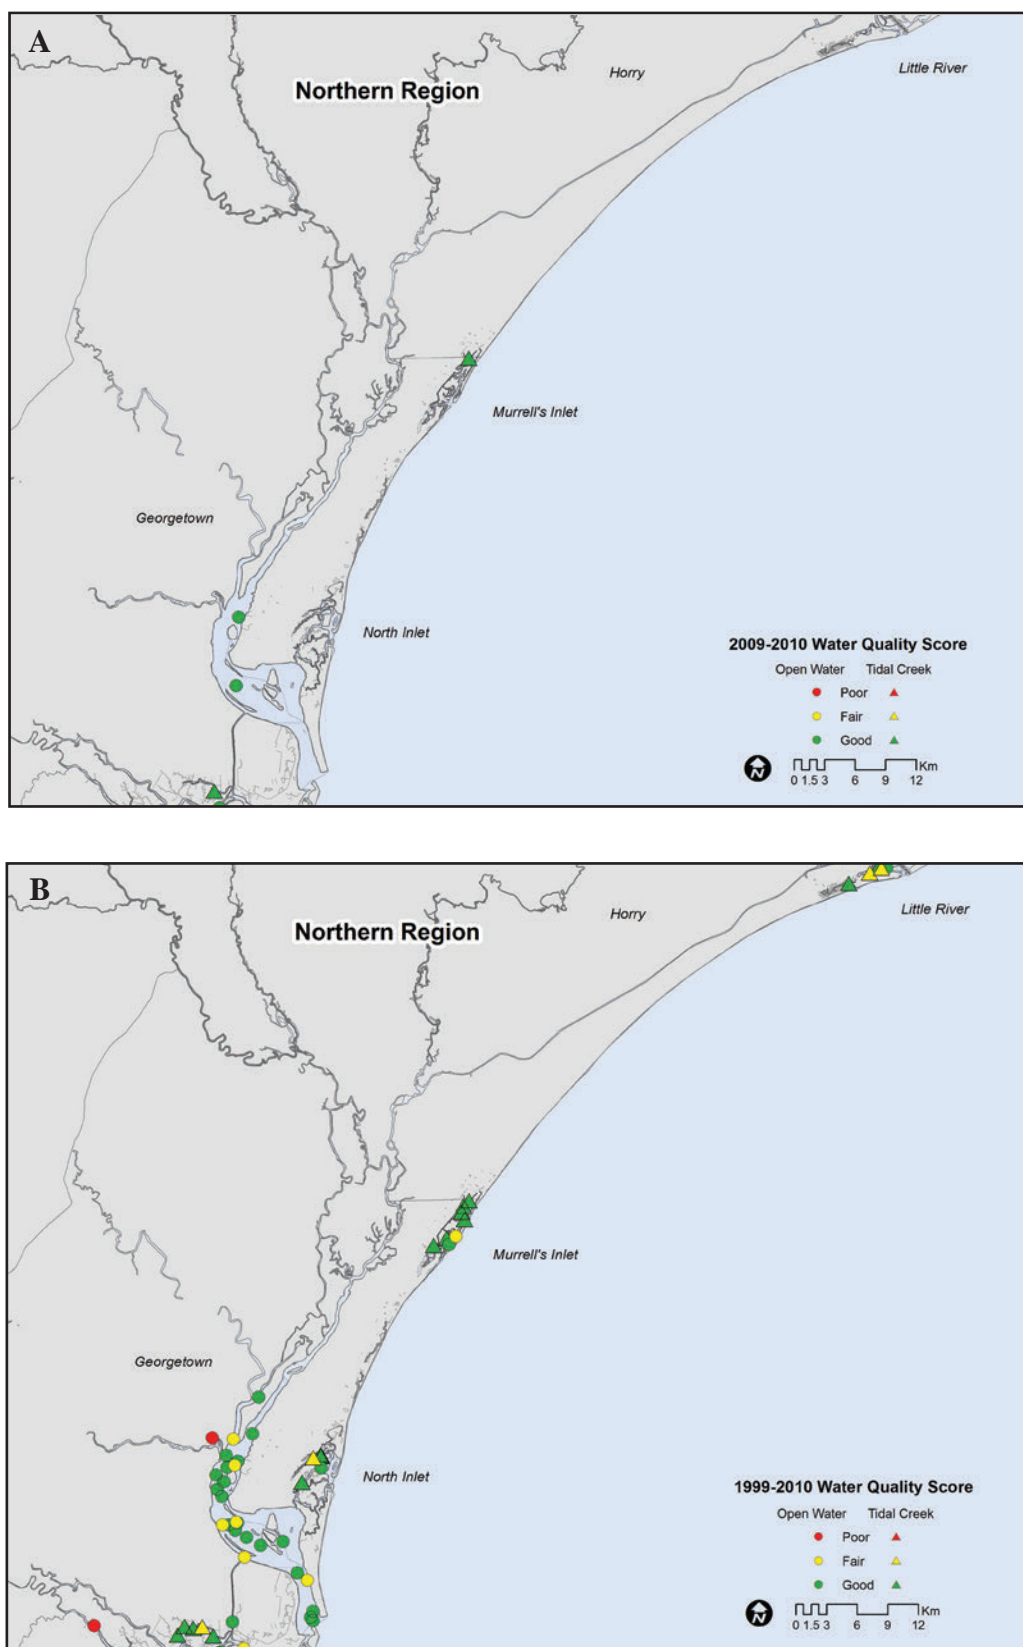 A
Northern Region
Horry
Little River
Murrell's Inlet
Georgetown
North Inlet
2009-2010 Water Quality Score
Open Water Tidal Creek
Poor
Fair
Good
N
0 1.5 3 6 9 12 Km
B
Northern Region
Horry
Little River
Murrell's Inlet
Georgetown
North Inlet
1999-2010 Water Quality Score
Open Water Tidal Creek
Poor
Fair
Good
N
0 1.5 3 6 9 12 Km